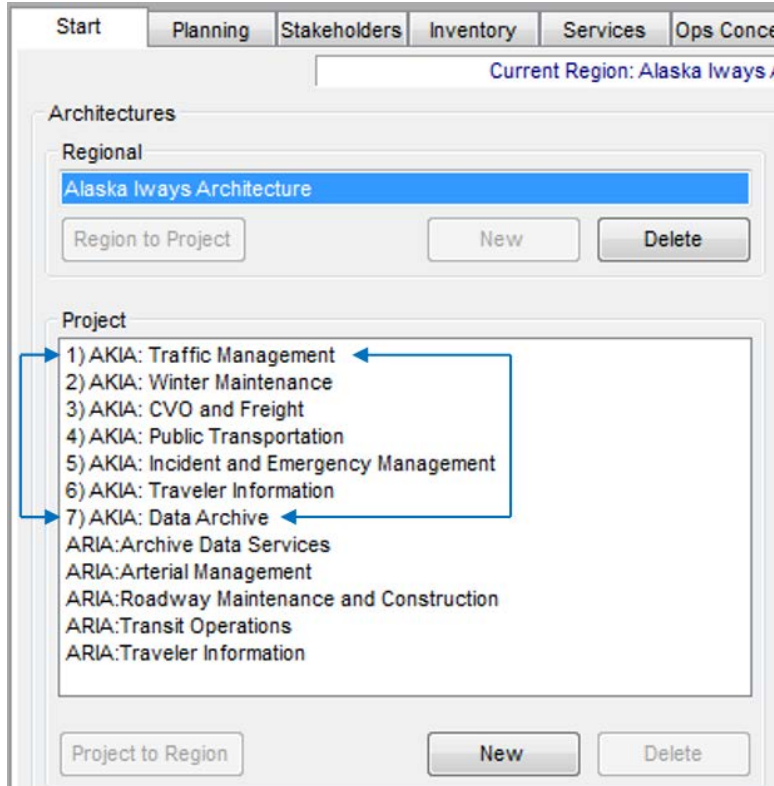 Start Planning Stakeholders Inventory Services Ops Conce
Current Region: Alaska Iways
Architectures
Regional
Alaska Iways Architecture
Region to Project New Delete
Project
1) AKIA: Traffic Management
2) AKIA: Winter Maintenance
3) AKIA: CVO and Freight
4) AKIA: Public Transportation
5) AKIA: Incident and Emergency Management
6) AKIA: Traveler Information
7) AKIA: Data Archive
ARIA:Archive Data Services
ARIA:Arterial Management
ARIA:Roadway Maintenance and Construction
ARIA:Transit Operations
ARIA:Traveler Information
Project to Region New Delete